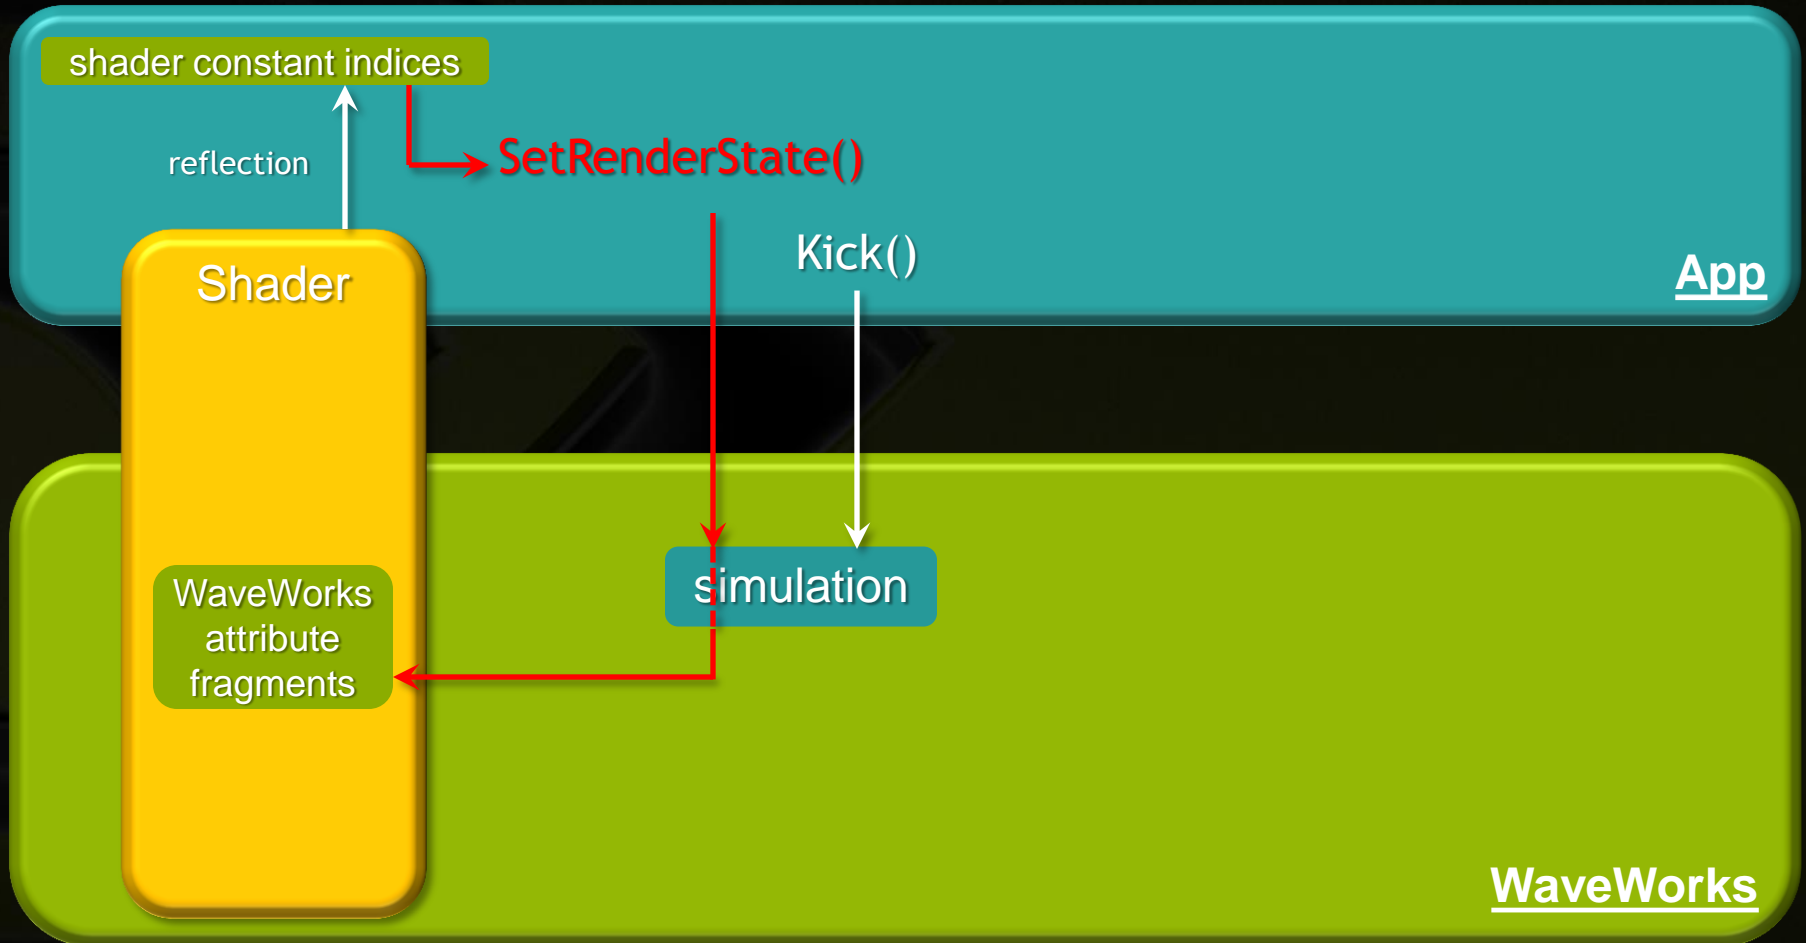 shader constant indices
reflection
SetRenderState()
Kick()
Shader
App
WaveWorks
attribute
fragments
simulation
WaveWorks